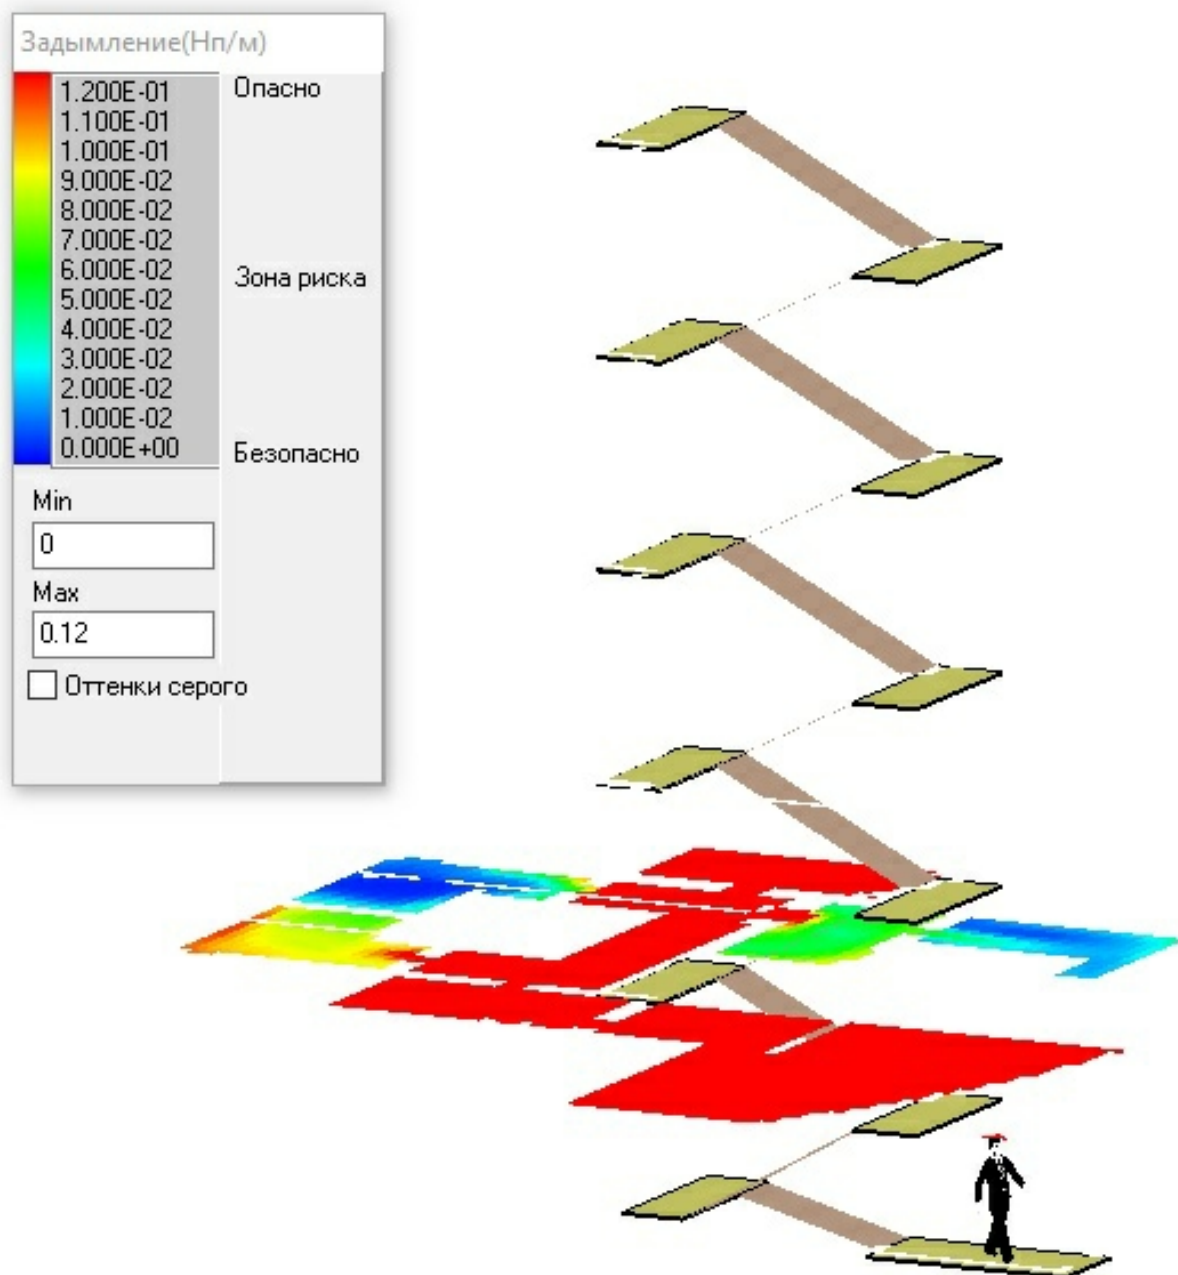 Задымление(Нп/м)
1.200E-01 Опасно
1.100E-01
1.000E-01
9.000E-02
8.000E-02
7.000E-02
6.000E-02 Зона риска
5.000E-02
4.000E-02
3.000E-02
2.000E-02
1.000E-02
0.000E+00 Безопасно
Min
0
Max
0.12
Оттенки серого